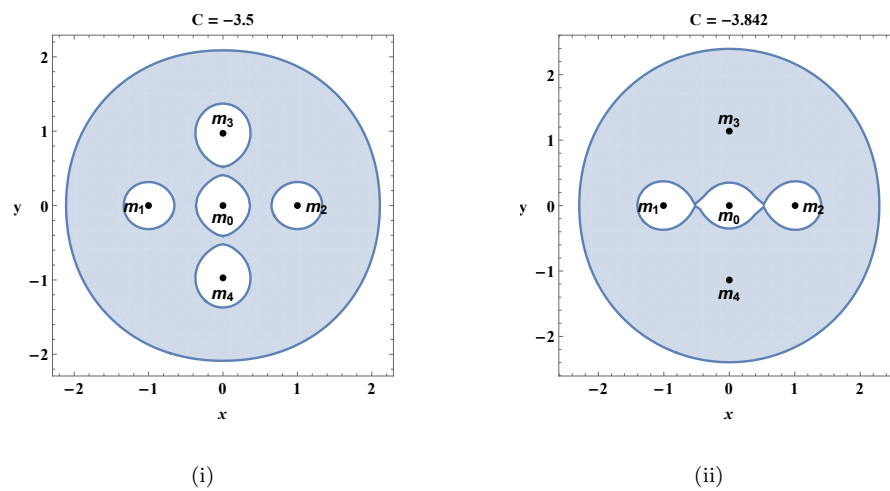 C = −3.5
2
1
y 0
−1
−2
m3
m1
m0
m2
m4
−2 −1 0 1 2
x
(i)
C = −3.842
2
1
y 0
−1
−2
m3
m1
m0
m2
m4
−2 −1 0 1 2
x
(ii)